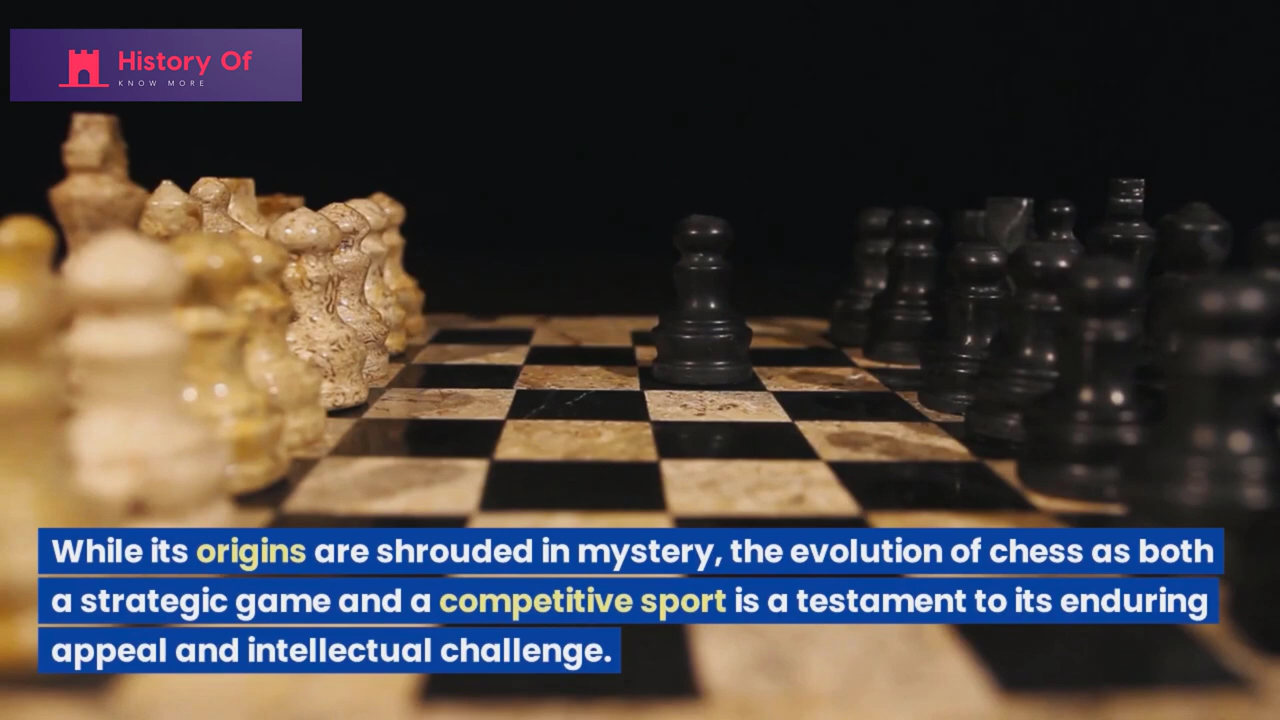 History Of
KNOW MORE
While its origins are shrouded in mystery, the evolution of chess as both
a strategic game and a competitive sport is a testament to its enduring
appeal and intellectual challenge.